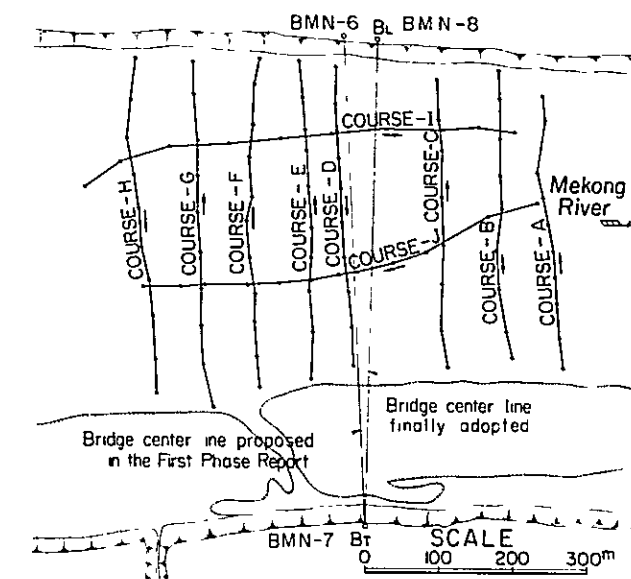 BMN-6 BL BMN-8
COURSE-I
COURSE-H
COURSE-G
COURSE-F
COURSE-E
COURSE-D
COURSE-C
COURSE-B
COURSE-A
COURSE-J
Mekong
River
Bridge center line
finally adopted
Bridge center ine proposed
in the First Phase Report
BMN-7 BT
SCALE
0 100 200 300m